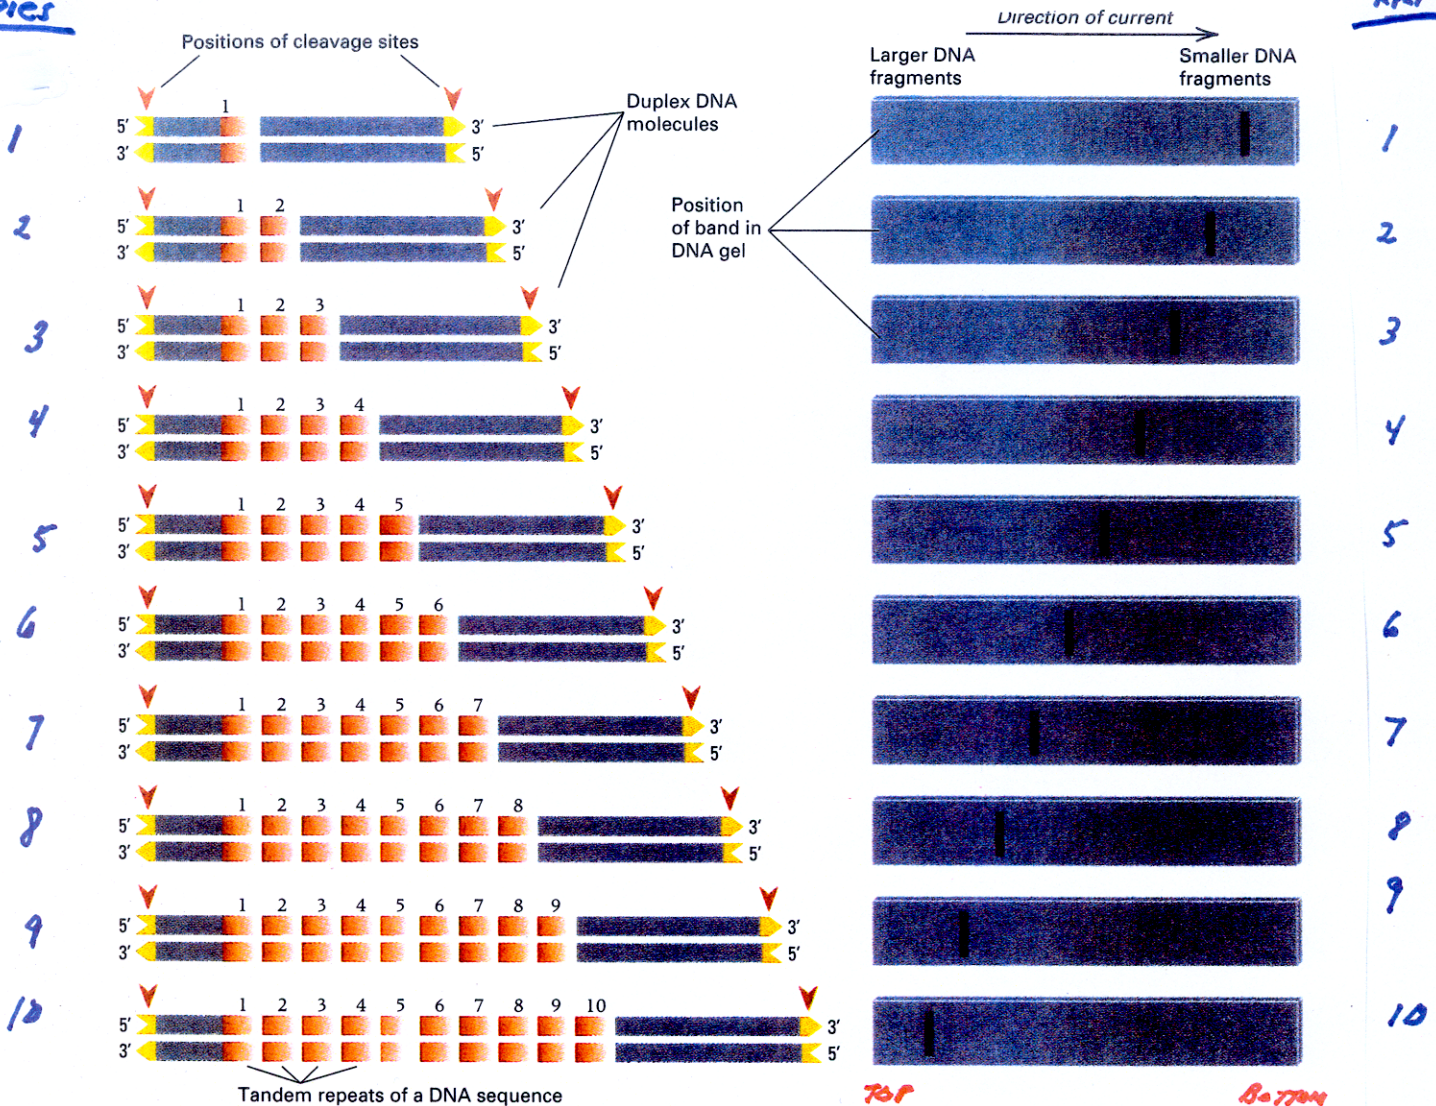 Direction of current
Positions of cleavage sites
Larger DNA
fragments
Smaller DNA
fragments
Duplex DNA
molecules
1
5′ 3′
3′ 5′
1
1
Position
of band in
DNA gel
1 2
5′ 3′
3′ 5′
2
2
1 2 3
5′ 3′
3′ 5′
3
3
1 2 3 4
5′ 3′
3′ 5′
4
4
1 2 3 4 5
5′ 3′
3′ 5′
5
5
1 2 3 4 5 6
5′ 3′
3′ 5′
6
6
1 2 3 4 5 6 7
5′ 3′
3′ 5′
7
7
1 2 3 4 5 6 7 8
5′ 3′
3′ 5′
8
8
1 2 3 4 5 6 7 8 9
5′ 3′
3′ 5′
9
9
1 2 3 4 5 6 7 8 9 10
5′ 3′
3′ 5′
10
10
Tandem repeats of a DNA sequence
TOP
BOTTOM